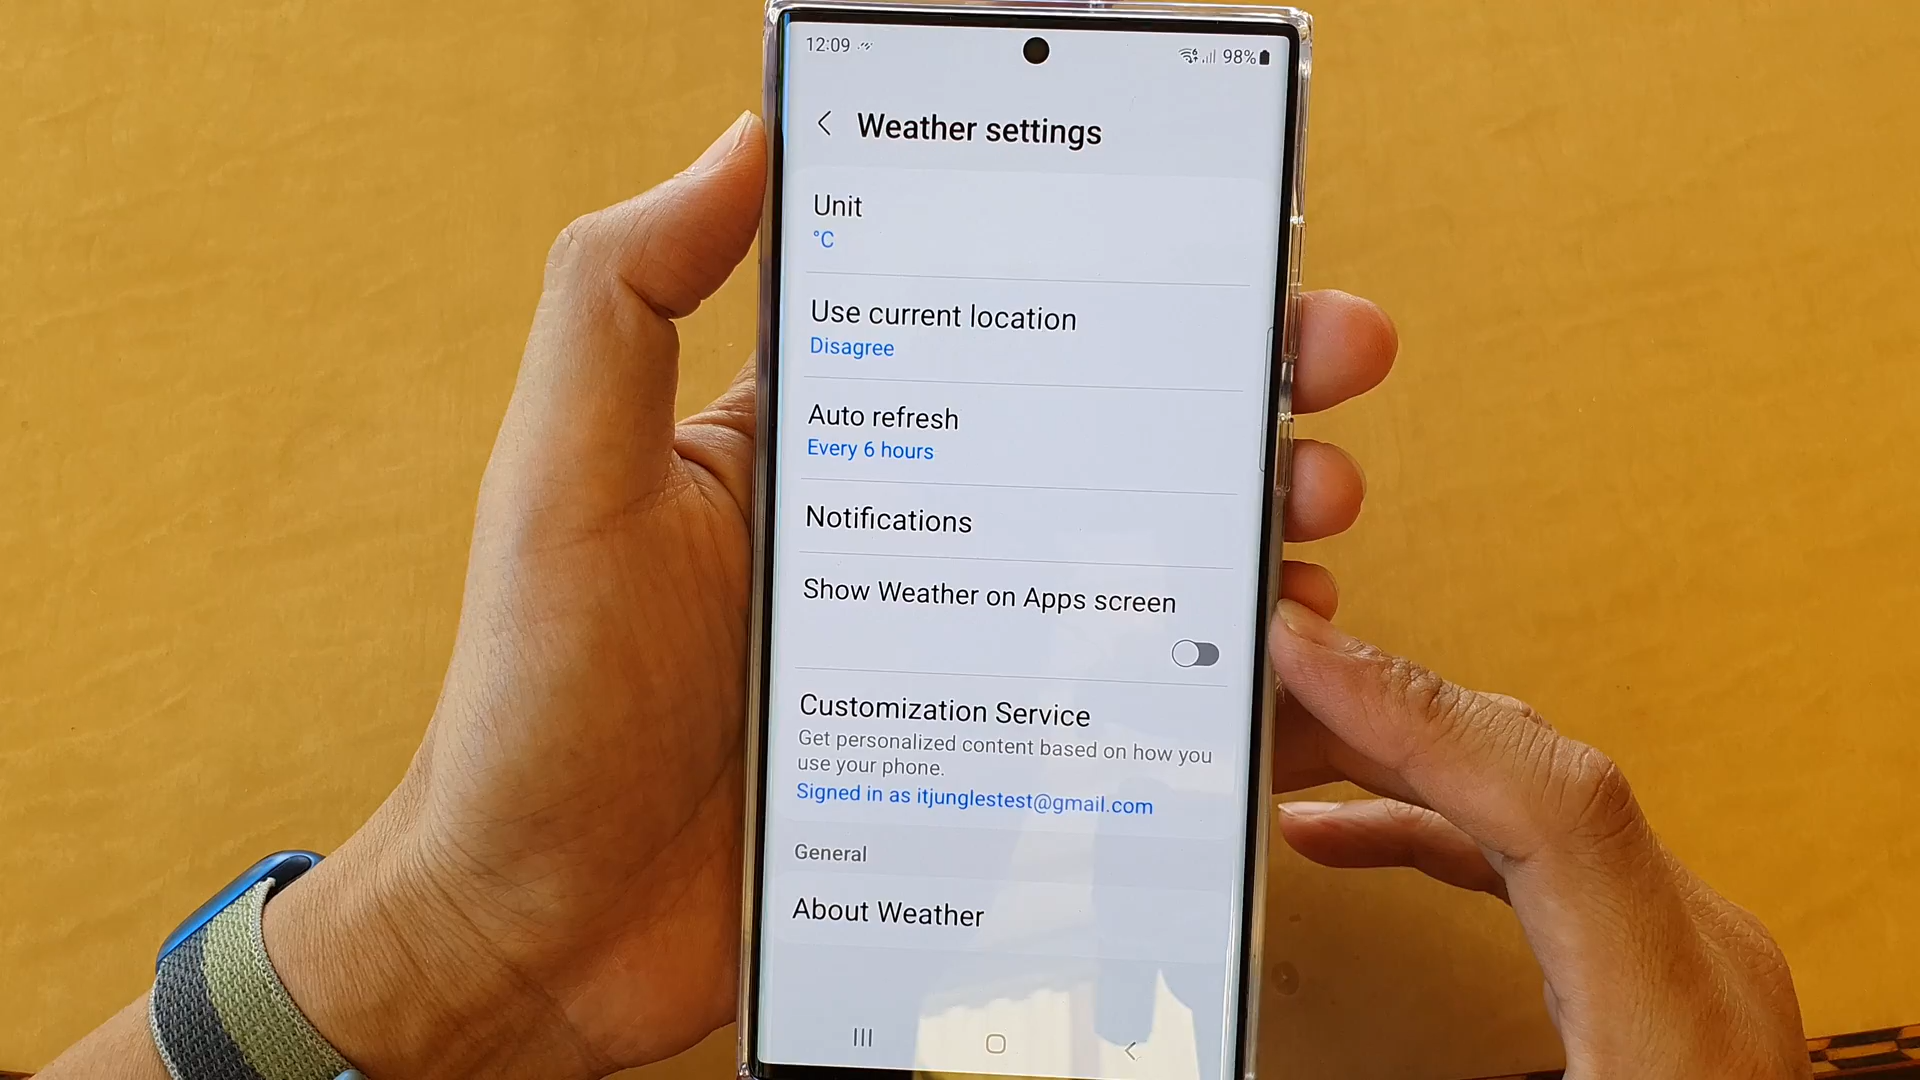 12:09
98%
Weather settings
Unit
°C
Use current location
Disagree
Auto refresh
Every 6 hours
Notifications
Show Weather on Apps screen
Customization Service
Get personalized content based on how you
use your phone.
Signed in as itjunglestest@gmail.com
General
About Weather